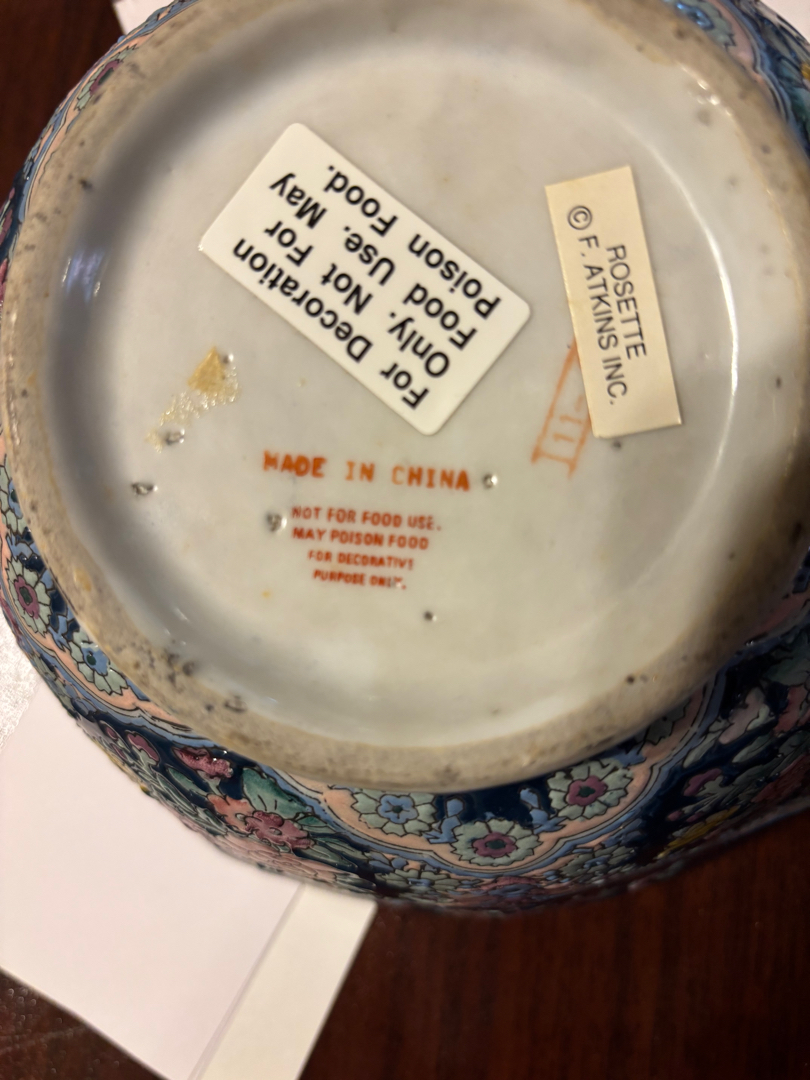 For Decoration
Only. Not For
Food Use. May
Poison Food.
ROSETTE
© F. ATKINS INC.
MADE IN CHINA
NOT FOR FOOD USE.
MAY POISON FOOD
FOR DECORATIVE
PURPOSE ONLY.
11-